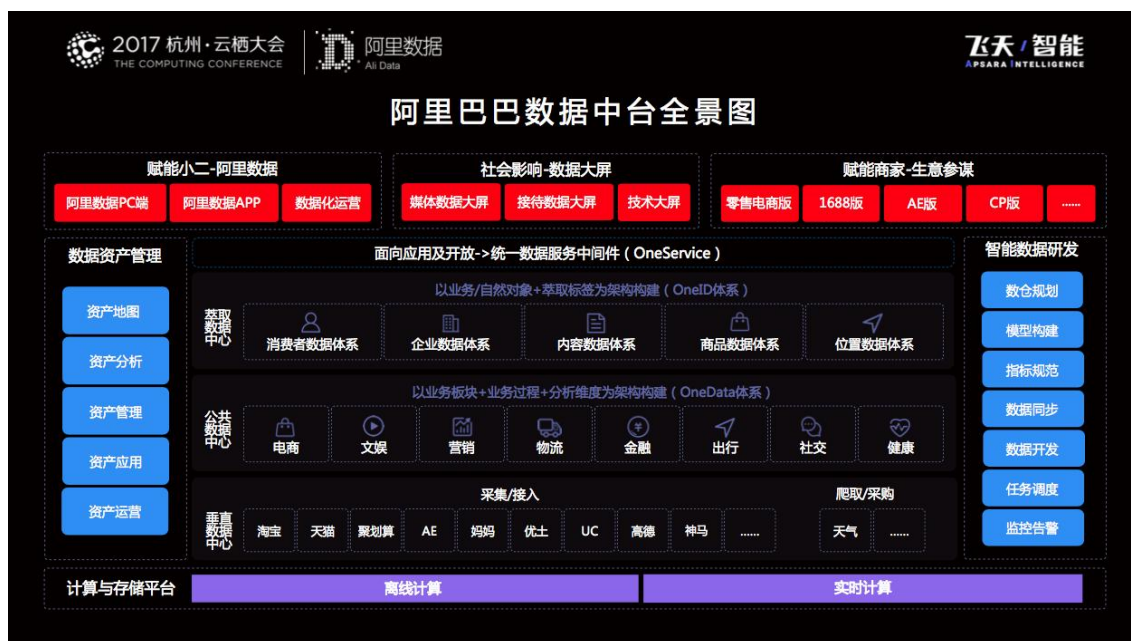 2017 杭州·云栖大会
THE COMPUTING CONFERENCE
阿里数据
Ali Data
飞天/智能
APSARA INTELLIGENCE
阿里巴巴数据中台全景图
赋能小二-阿里数据
阿里数据PC端 阿里数据APP 数据化运营
社会影响-数据大屏
媒体数据大屏 接待数据大屏 技术大屏
赋能商家-生意参谋
零售电商版 1688版 AE版 CP版 ......
数据资产管理
资产地图
资产分析
资产管理
资产应用
资产运营
面向应用及开放->统一数据服务中间件（OneService）
以业务/自然对象+萃取标签为架构构建（OneID体系）
萃取
数据
中心
消费者数据体系 企业数据体系 内容数据体系 商品数据体系 位置数据体系
以业务板块+业务过程+分析维度为架构构建（OneData体系）
公共
数据
中心
电商 文娱 营销 物流 金融 出行 社交 健康
采集/接入 爬取/采购
垂直
数据
中心
淘宝 天猫 聚划算 AE 妈妈 优土 UC 高德 神马 ...... 天气 ......
智能数据研发
数仓规划
模型构建
指标规范
数据同步
数据开发
任务调度
监控告警
计算与存储平台 离线计算 实时计算